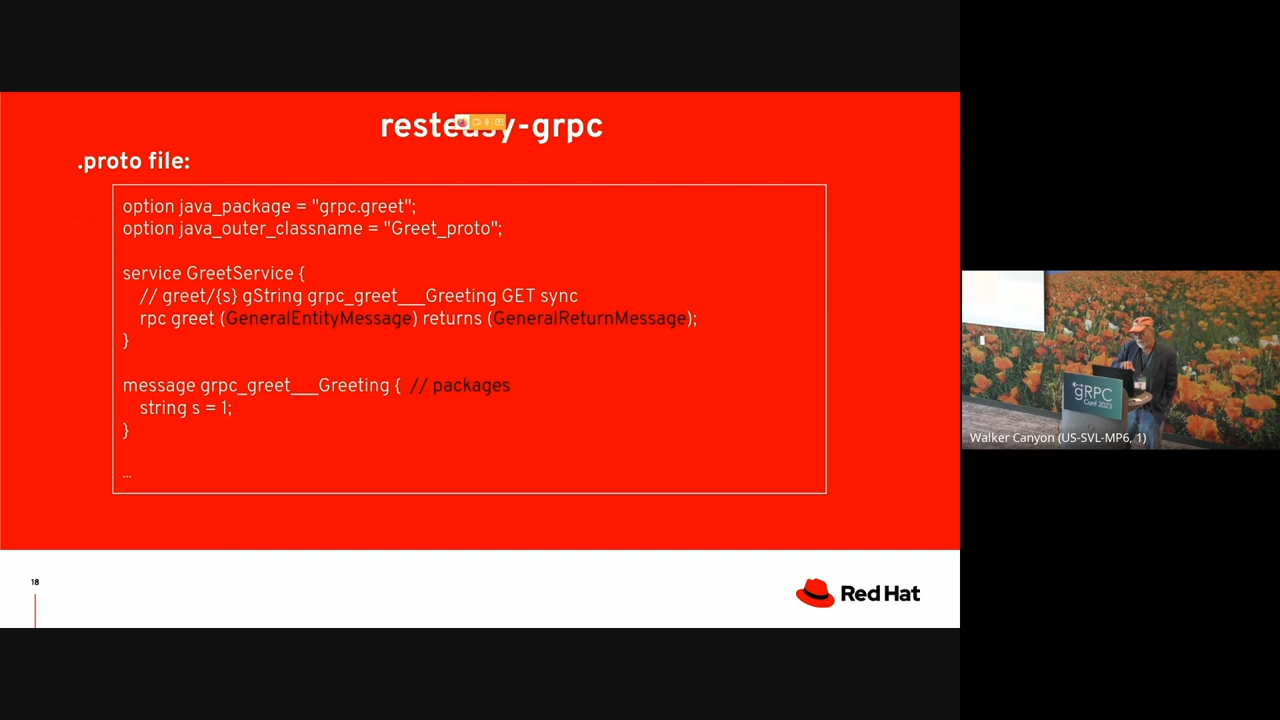 resteasy-grpc
.proto file:
option java_package = "grpc.greet";
option java_outer_classname = "Greet_proto";
service GreetService {
// greet/{s} gString grpc_greet___Greeting GET sync
rpc greet (GeneralEntityMessage) returns (GeneralReturnMessage);
}
message grpc_greet___Greeting { // packages
string s = 1;
}
...
18
Red Hat
gRPC
Conf 2023
Walker Canyon (US-SVL-MP6, 1)